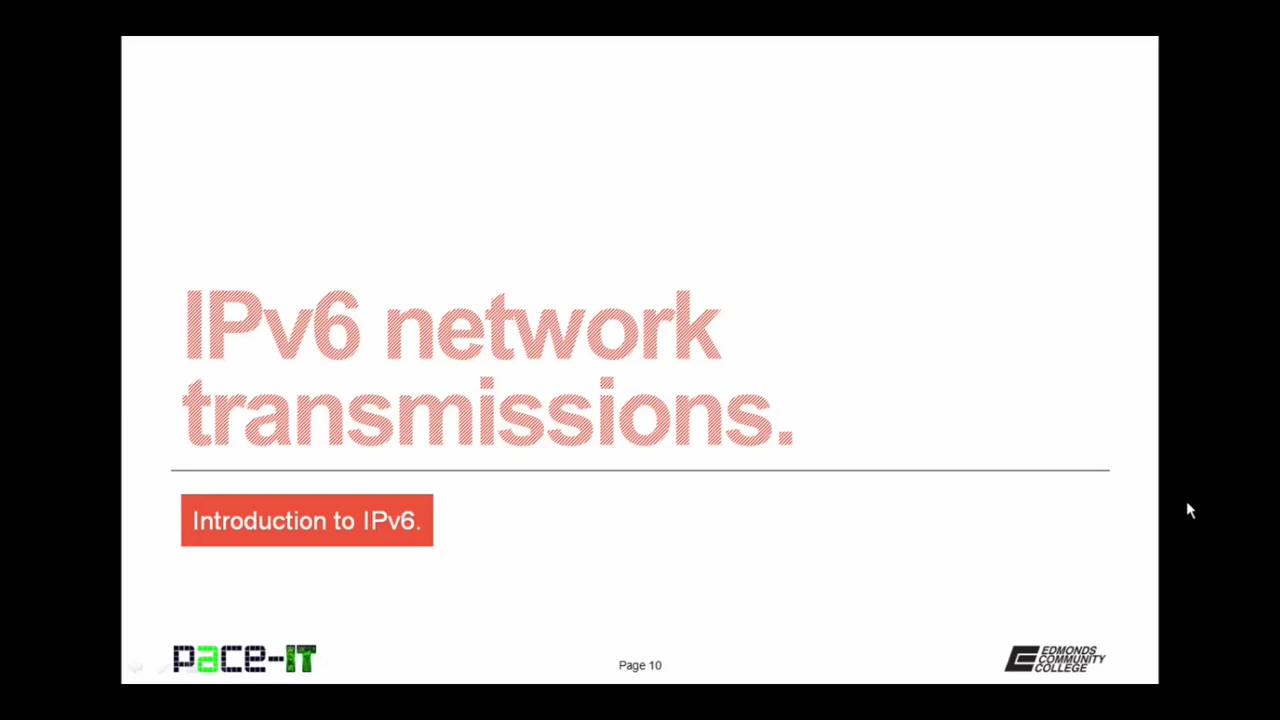 IPv6 network
transmissions.
Introduction to IPv6.
pace-IT
Page 10
EDMONDS
COMMUNITY
COLLEGE